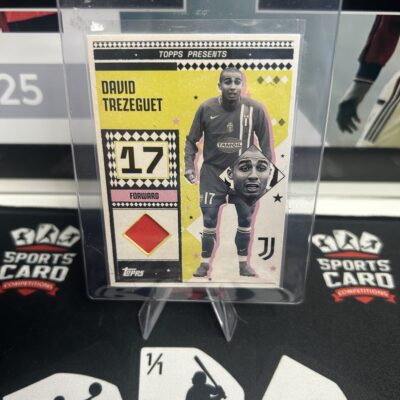 25
TOPPS PRESENTS
DAVID
TREZEGUET
17
FORWARD
TAMOIL
17
Topps
SPORTS
CARD
COMPETITIONS
SPORTS
CARD
COMPETITIONS
1/1